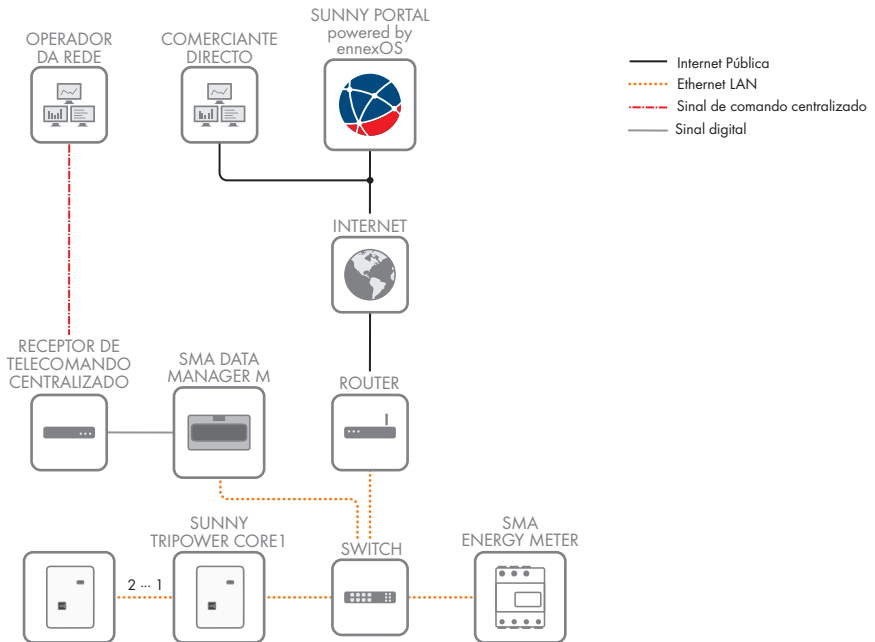 OPERADOR
DA REDE
COMERCIANTE
DIRECTO
SUNNY PORTAL
powered by
ennexOS
Internet Pública
Ethernet LAN
Sinal de comando centralizado
Sinal digital
INTERNET
RECEPTOR DE
TELECOMANDO
CENTRALIZADO
SMA DATA
MANAGER M
ROUTER
SUNNY
TRIPOWER CORE1
SWITCH
SMA
ENERGY METER
2 ... 1